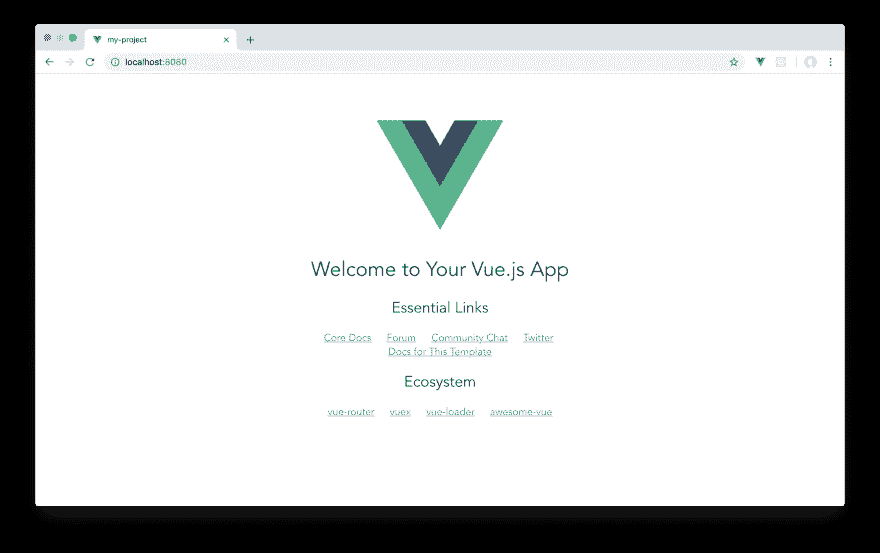 my-project
localhost:8080
Welcome to Your Vue.js App
Essential Links
Core Docs Forum Community Chat Twitter
Docs for This Template
Ecosystem
vue-router vuex vue-loader awesome-vue